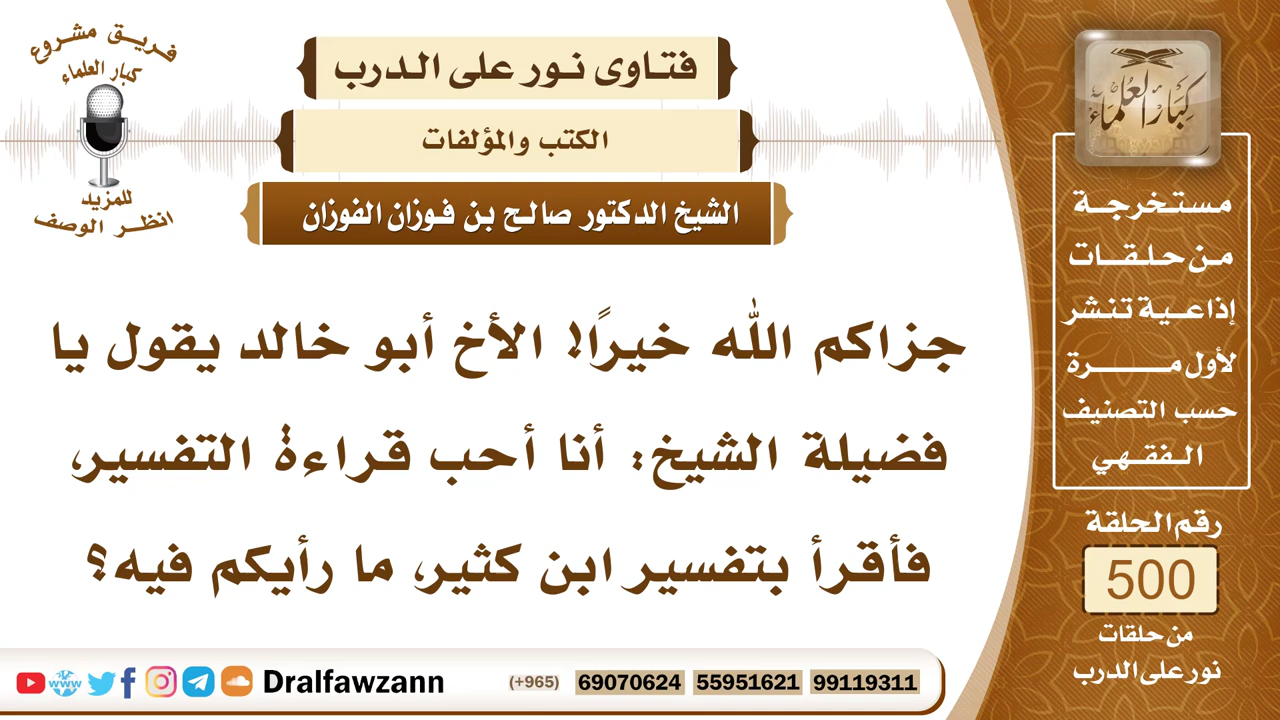 فريق مشروع
كبار العلماء
للمزيد
انظر الوصف
فتاوى نور على الدرب
الكتب والمؤلفات
الشيخ الدكتور صالح بن فوزان الفوزان
جزاكم الله خيرًا! الأخ أبو خالد يقول يا
فضيلة الشيخ: أنا أحب قراءة التفسير،
فأقرأ بتفسير ابن كثير، ما رأيكم فيه؟
كبار العلماء
مستخرجة
من حلقات
إذاعية تنشر
لأول مرة
حسب التصنيف
الفقهي
رقم الحلقة
500
من حلقات
نور على الدرب
www Dralfawzann (+965) 69070624 55951621 99119311